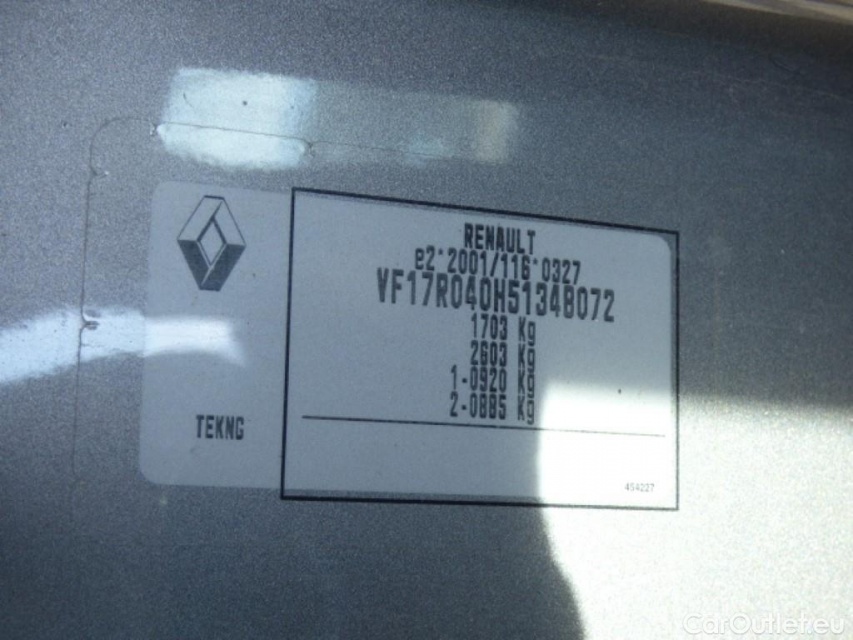 RENAULT
e2*2001/116*0327
VF17R040H51348072
1703 Kg
2603 Kg
1-0920 Kg
2-0885 Kg
TEKNG
454227
CarOutlet.eu